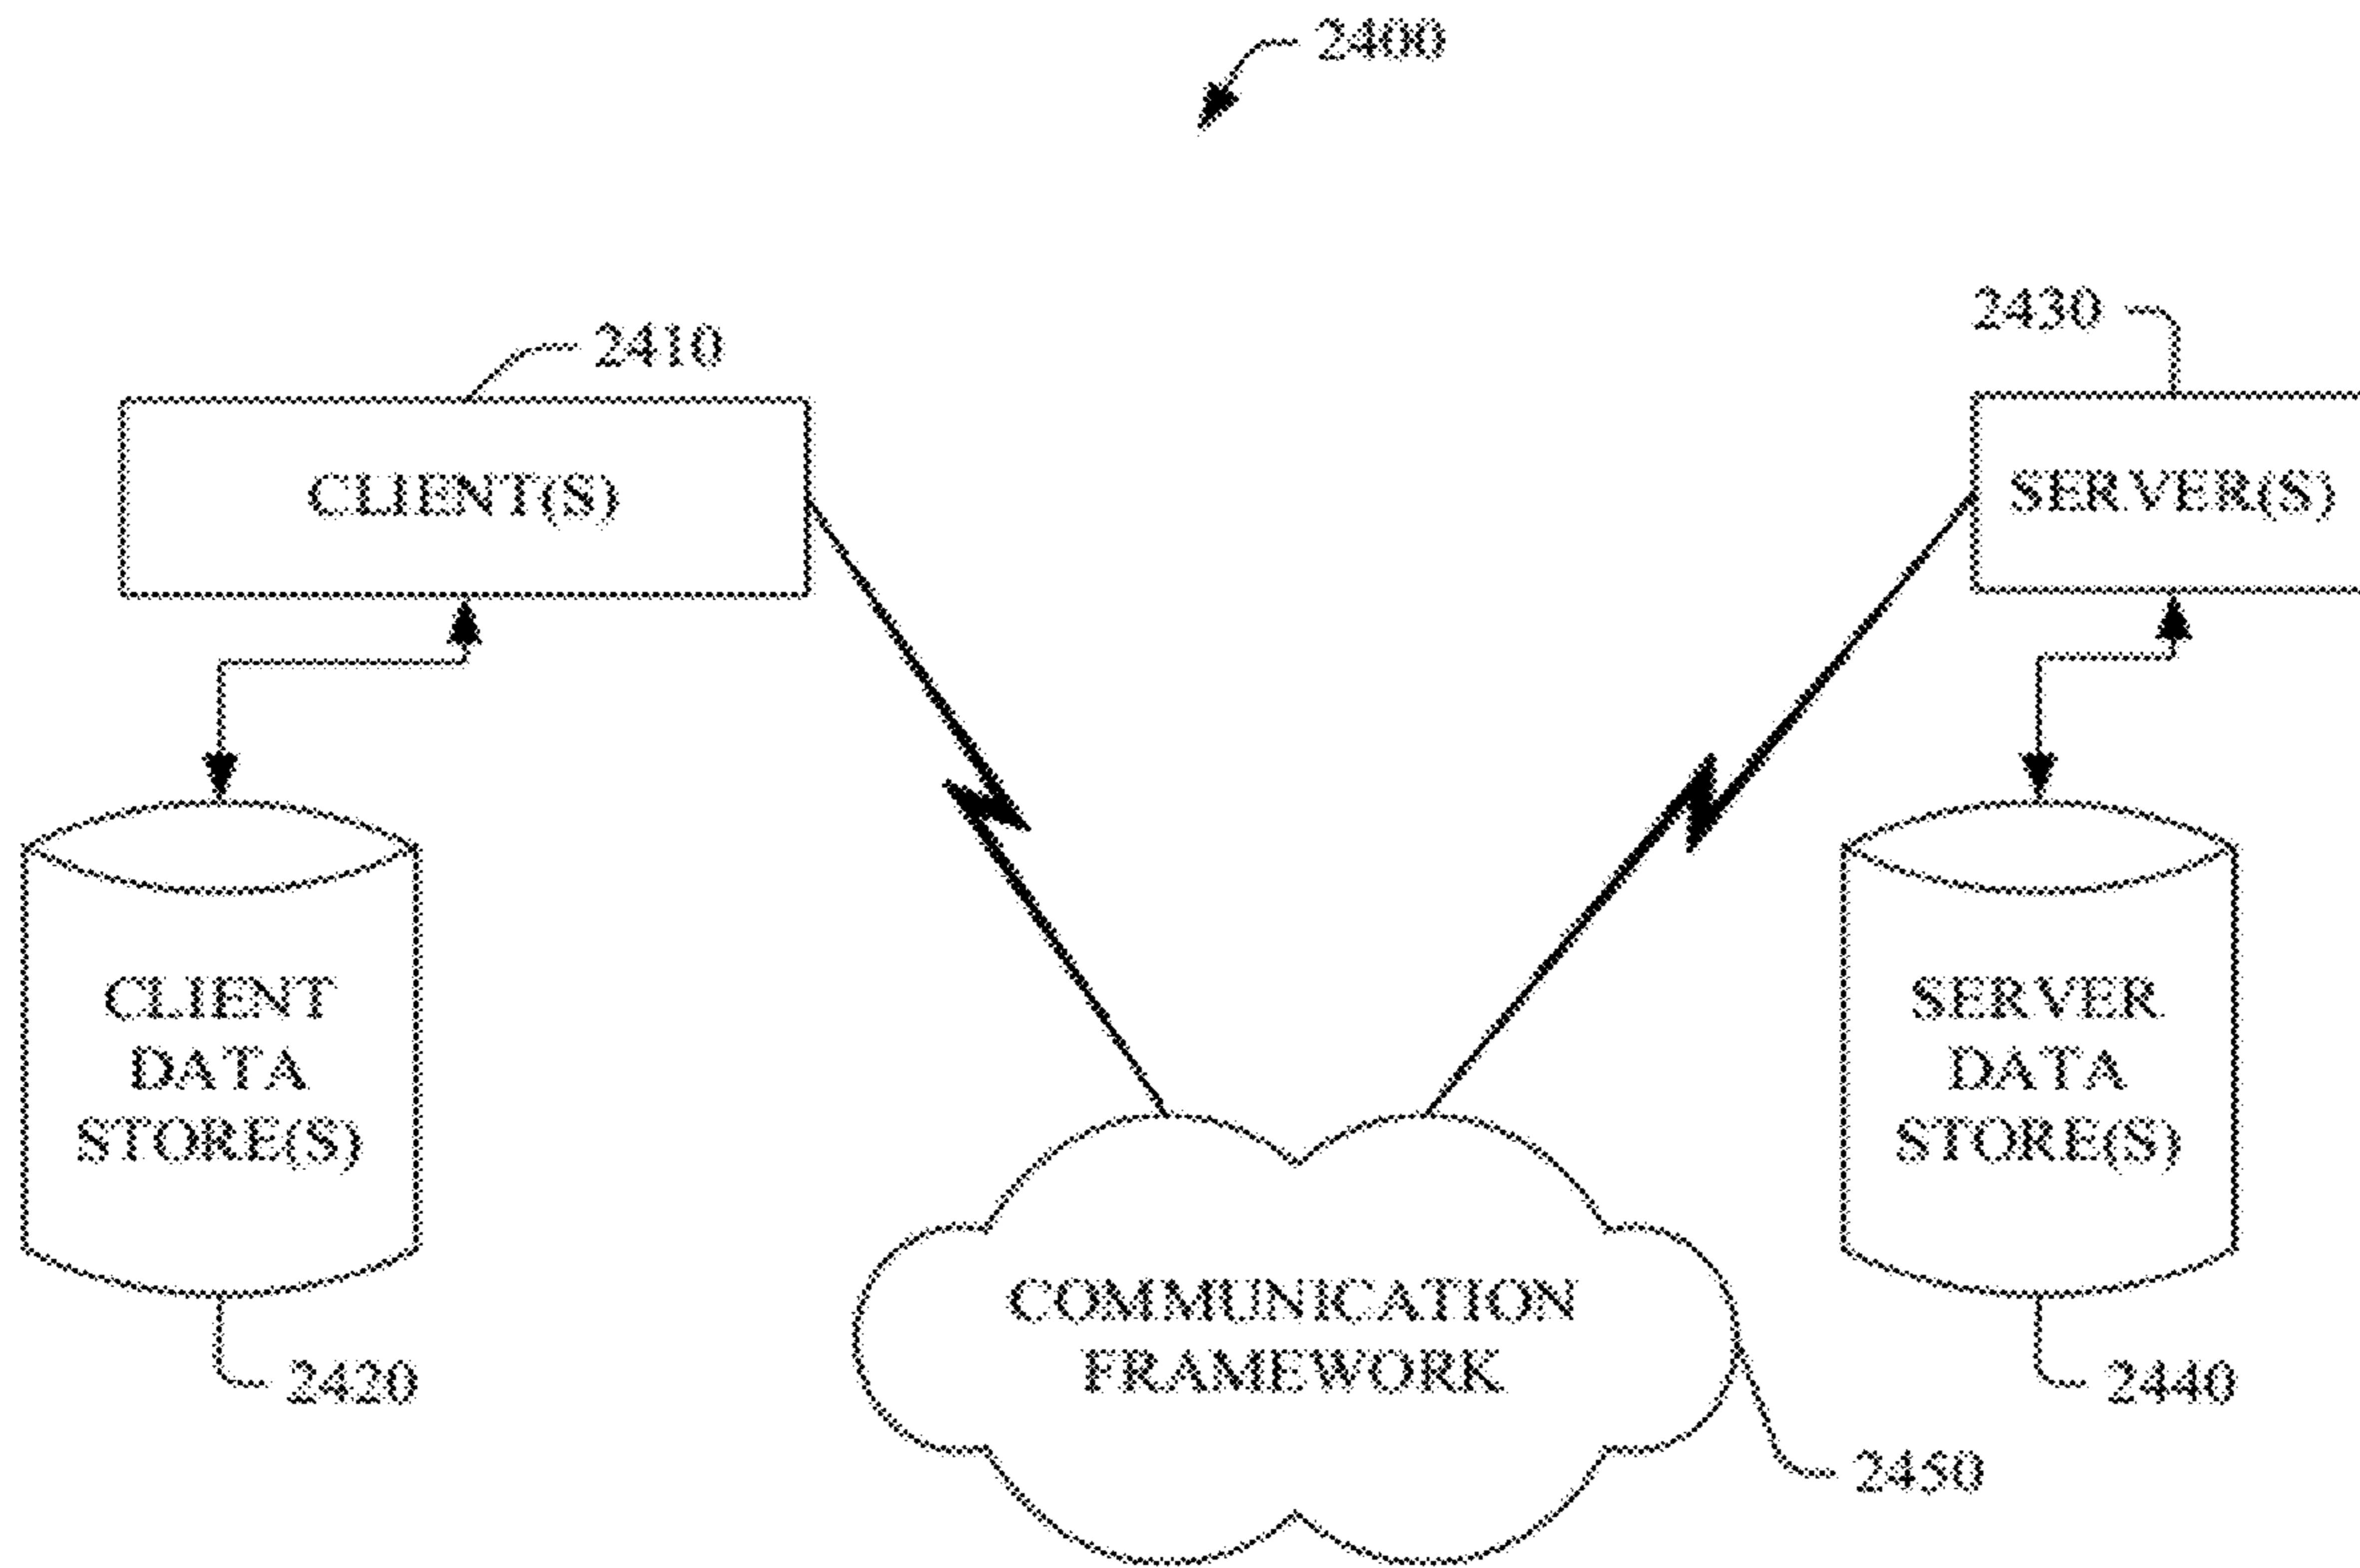 2400
2410
2430
CLIENT(S)
SERVER(S)
CLIENT
DATA
STORE(S)
SERVER
DATA
STORE(S)
COMMUNICATION
FRAMEWORK
2420
2440
2450